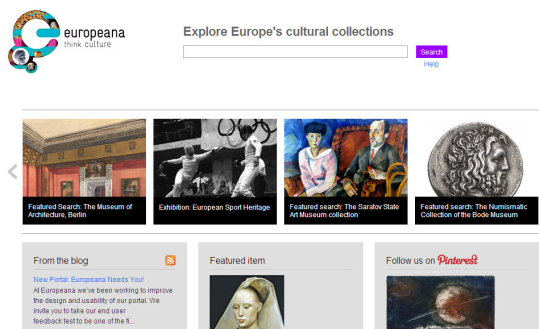 europeana
think culture
Explore Europe's cultural collections
Search
Help
Featured Search: The Museum of
Architecture, Berlin
Exhibition: European Sport Heritage
Featured search: The Saratov State
Art Museum collection
Featured search: The Numismatic
Collection of the Bode Museum
From the blog
New Portal: Europeana Needs You!
At Europeana we've been working to improve
the design and usability of our portal. We
invite you to take our end user
feedback test to be one of the fi...
Featured item
Follow us on Pinterest